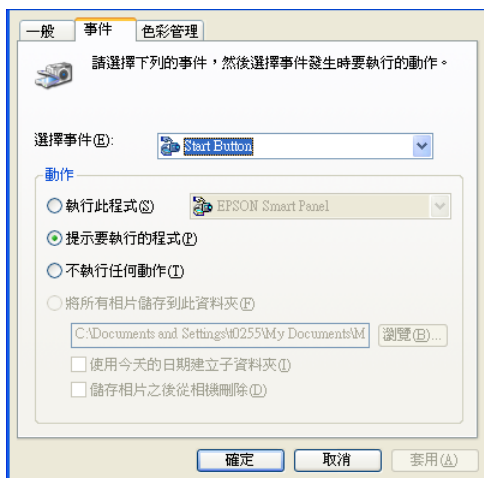 一般 事件 色彩管理
請選擇下列的事件，然後選擇事件發生時要執行的動作。
選擇事件(E): Start Button
動作
執行此程式(S) EPSON Smart Panel
提示要執行的程式(P)
不執行任何動作(T)
將所有相片儲存到此資料夾(F)
C:\Documents and Settings\t0255\My Documents\M 瀏覽(B)...
使用今天的日期建立子資料夾(I)
儲存相片之後從相機刪除(D)
確定 取消 套用(A)